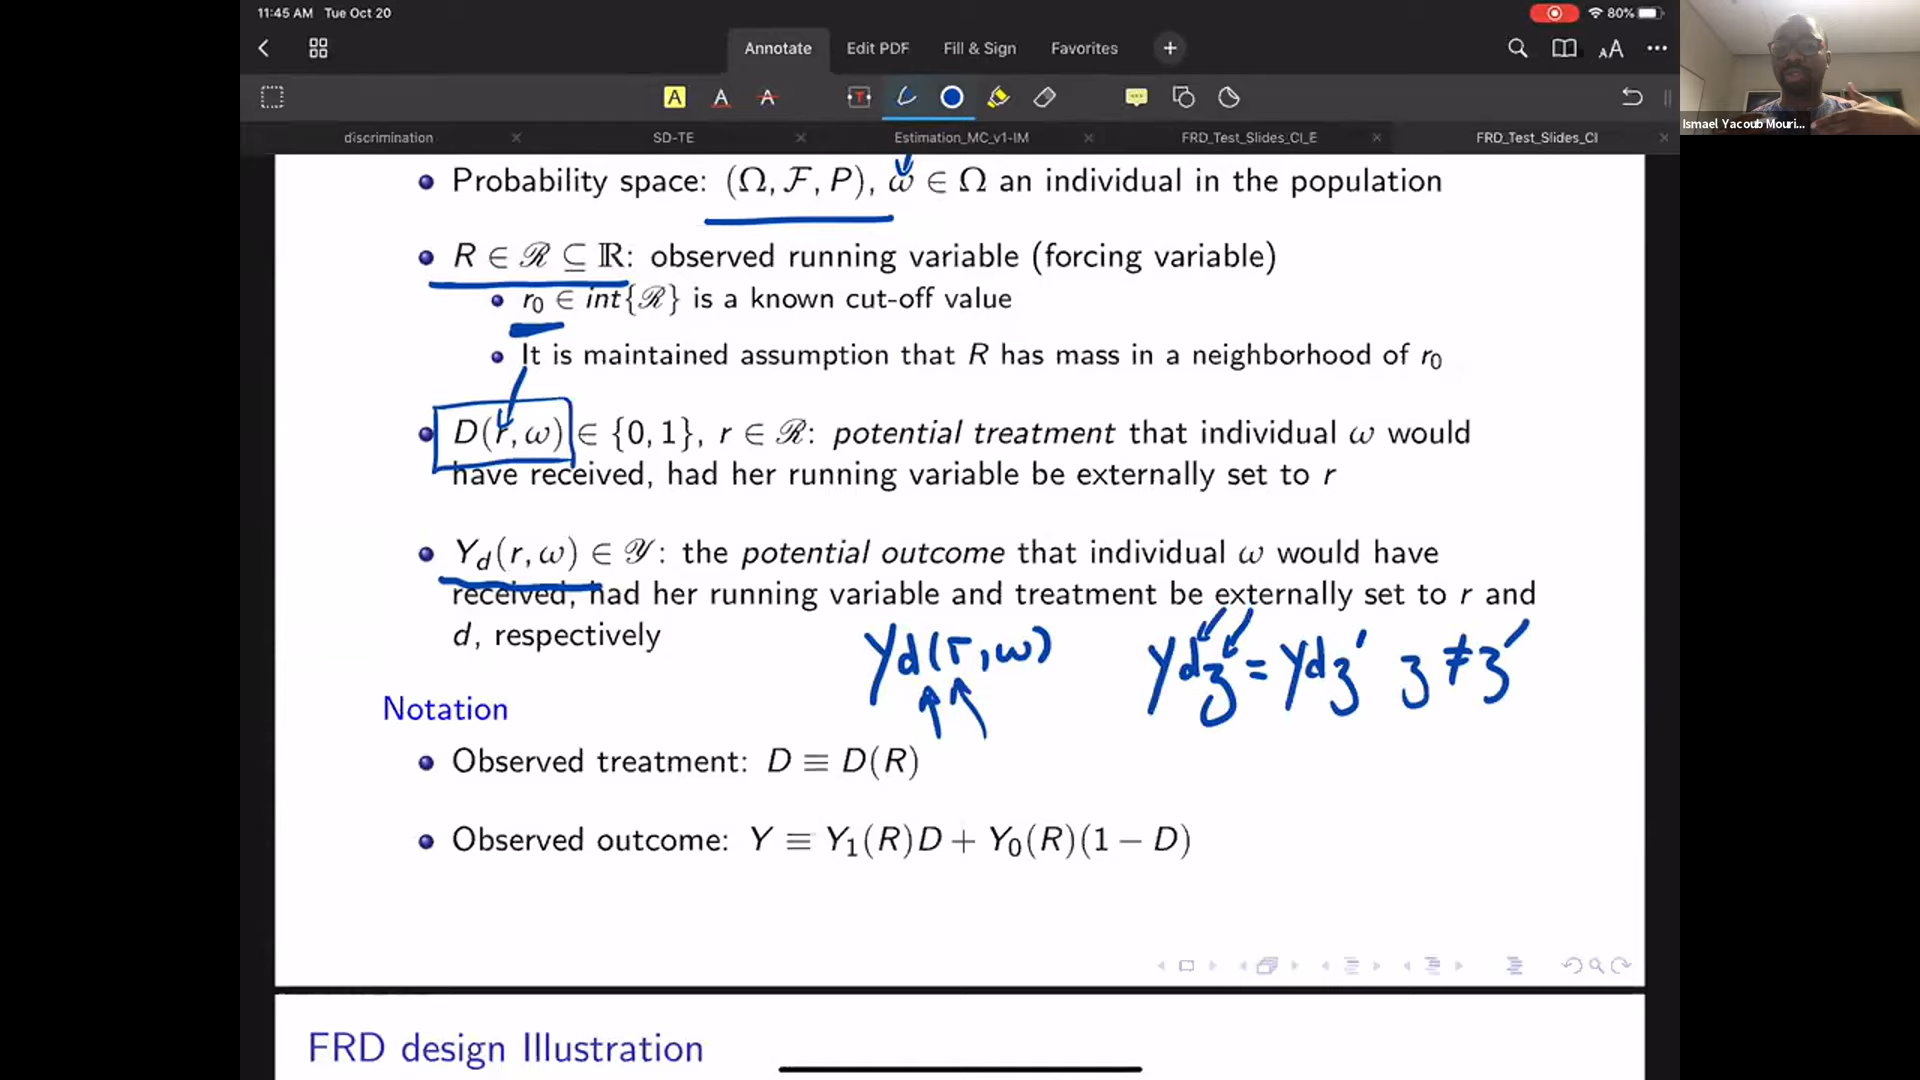 11:45 AM Tue Oct 20
80%
Annotate Edit PDF Fill & Sign Favorites
discrimination SD-TE Estimation_MC_v1-IM FRD_Test_Slides_CI_E FRD_Test_Slides_CI
Ismael Yacoub Mouri...
Probability space: (Ω, ℱ, P), ω ∈ Ω an individual in the population
R ∈ ℛ ⊆ ℝ: observed running variable (forcing variable)
r₀ ∈ int{ℛ} is a known cut-off value
It is maintained assumption that R has mass in a neighborhood of r₀
D(r, ω) ∈ {0, 1}, r ∈ ℛ: potential treatment that individual ω would
have received, had her running variable be externally set to r
Y_d(r, ω) ∈ 𝒴: the potential outcome that individual ω would have
received, had her running variable and treatment be externally set to r and
d, respectively
Yd(r, ω) Ydz = Ydz' z ≠ z'
Notation
Observed treatment: D ≡ D(R)
Observed outcome: Y ≡ Y₁(R)D + Y₀(R)(1 − D)
FRD design Illustration